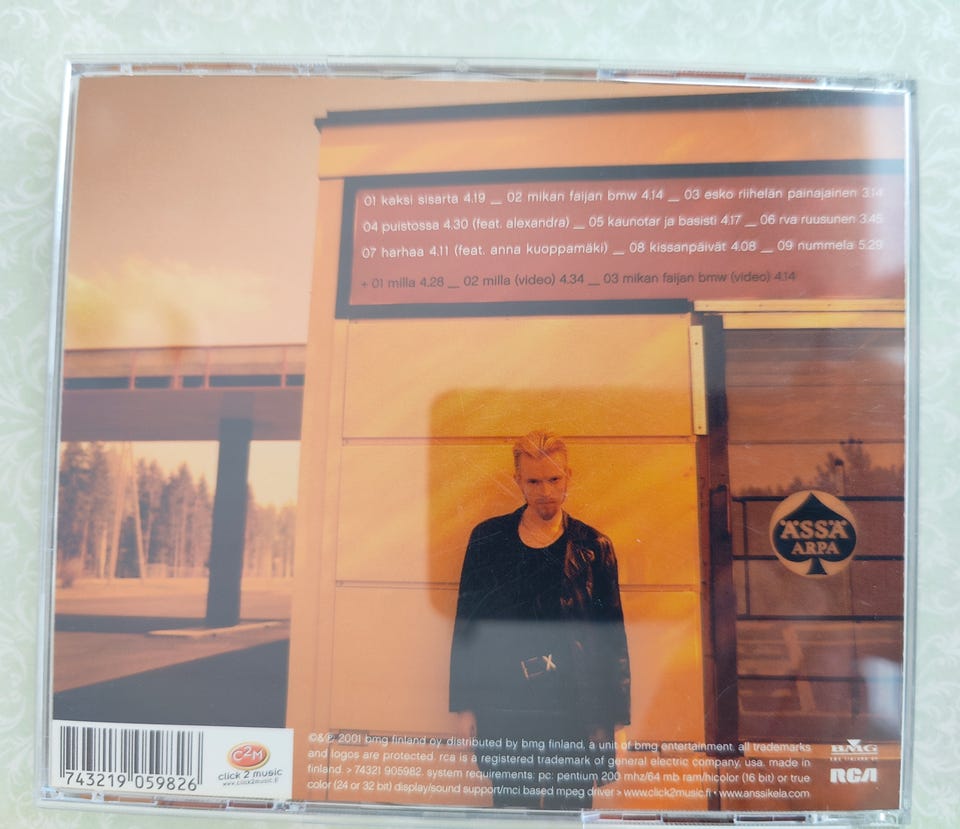 01 kaksi sisarta 4.19 __ 02 mikan faijan bmw 4.14 __ 03 esko riihelän painajainen 3.14
04 puistossa 4.30 (feat. alexandra) __ 05 kaunotar ja basisti 4.17 __ 06 rva ruusunen 3.45
07 harhaa 4.11 (feat. anna kuoppamäki) __ 08 kissanpäivät 4.08 __ 09 nummela 5.29
+ 01 milla 4.28 __ 02 milla (video) 4.34 __ 03 mikan faijan bmw (video) 4.14
ÄSSÄ
ARPA
743219 059826
C2M
click 2 music
www.click2music.fi
©&℗ 2001 bmg finland oy. distributed by bmg finland, a unit of bmg entertainment. all trademarks
and logos are protected. rca is a registered trademark of general electric company, usa. made in
finland. > 74321 905982. system requirements: pc: pentium 200 mhz/64 mb ram/hicolor (16 bit) or true
color (24 or 32 bit) display/sound support/mci based mpeg driver > www.click2music.fi • www.anssikela.com
BMG
BMG FINLAND OY
RCA